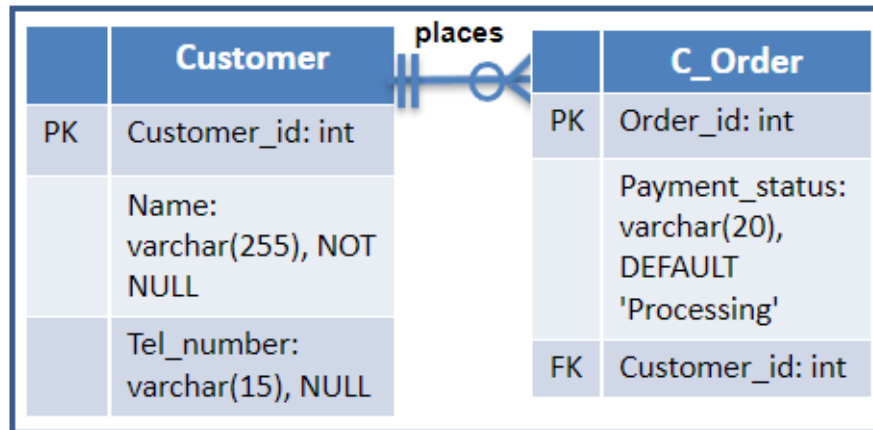 places
Customer
PK Customer_id: int
Name:
varchar(255), NOT
NULL
Tel_number:
varchar(15), NULL
C_Order
PK Order_id: int
Payment_status:
varchar(20),
DEFAULT
'Processing'
FK Customer_id: int